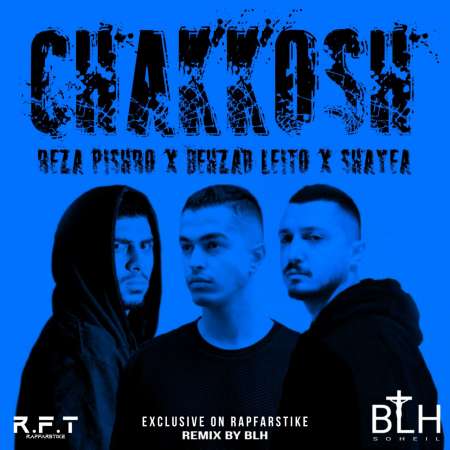 CHAKKOSH
REZA PISHRO X BEHZAD LEITO X SHAYEA
R.F.T
RAPFARSTIKE
EXCLUSIVE ON RAPFARSTIKE
REMIX BY BLH
BLH
SOHEIL